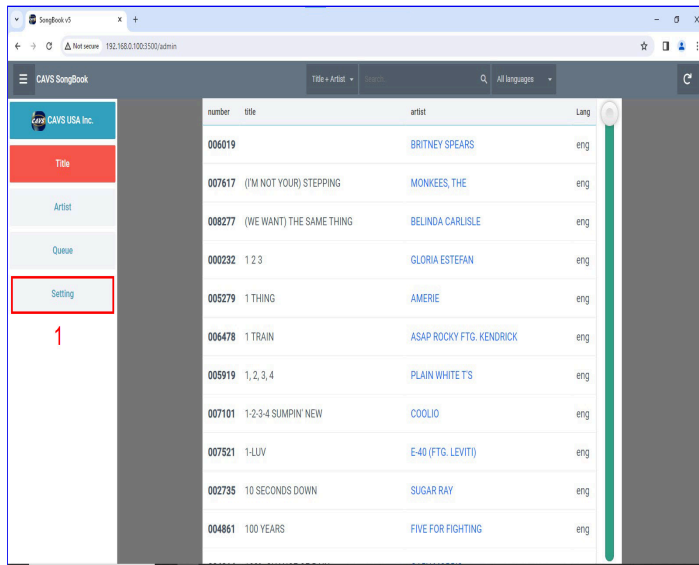 SongBook v5
Not secure 192.168.0.100:3500/admin
CAVS SongBook
Title + Artist
search...
All languages
CAVS CAVS USA Inc.
Title
Artist
Queue
Setting
1
number title artist Lang
006019 BRITNEY SPEARS eng
007617 (I'M NOT YOUR) STEPPING MONKEES, THE eng
008277 (WE WANT) THE SAME THING BELINDA CARLISLE eng
000232 1 2 3 GLORIA ESTEFAN eng
005279 1 THING AMERIE eng
006478 1 TRAIN ASAP ROCKY FTG. KENDRICK eng
005919 1, 2, 3, 4 PLAIN WHITE T'S eng
007101 1-2-3-4 SUMPIN' NEW COOLIO eng
007521 1-LUV E-40 (FTG. LEVITI) eng
002735 10 SECONDS DOWN SUGAR RAY eng
004861 100 YEARS FIVE FOR FIGHTING eng